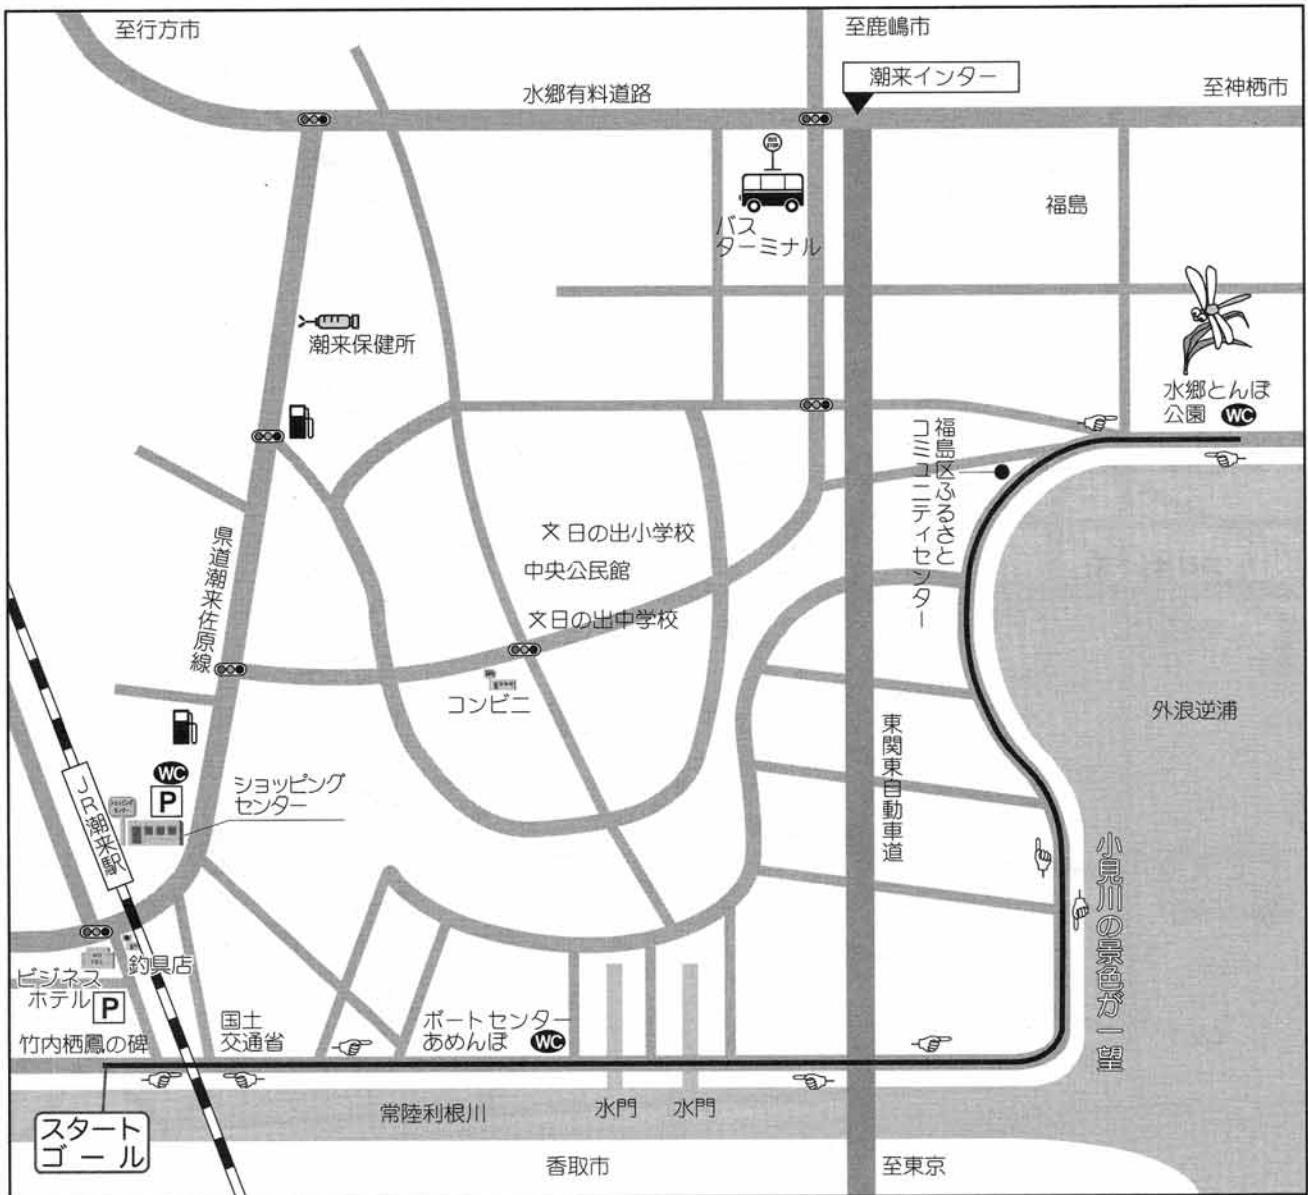 至行方市
至鹿嶋市
潮来インター
水郷有料道路
至神栖市
福島
バス
ターミナル
潮来保健所
水郷とんぼ
公園 WC
福島区ふるさと
コミュニティセンター
文日の出小学校
中央公民館
文日の出中学校
県道潮来佐原線
コンビニ
外浪逆浦
東関東自動車道
WC
P
ショッピング
センター
JR潮来駅
小見川の景色が一望
釣具店
ビジネス
ホテル P
竹内栖鳳の碑
国土
交通省
ボートセンター
あめんぼ WC
常陸利根川
水門
水門
スタート
ゴール
香取市
至東京